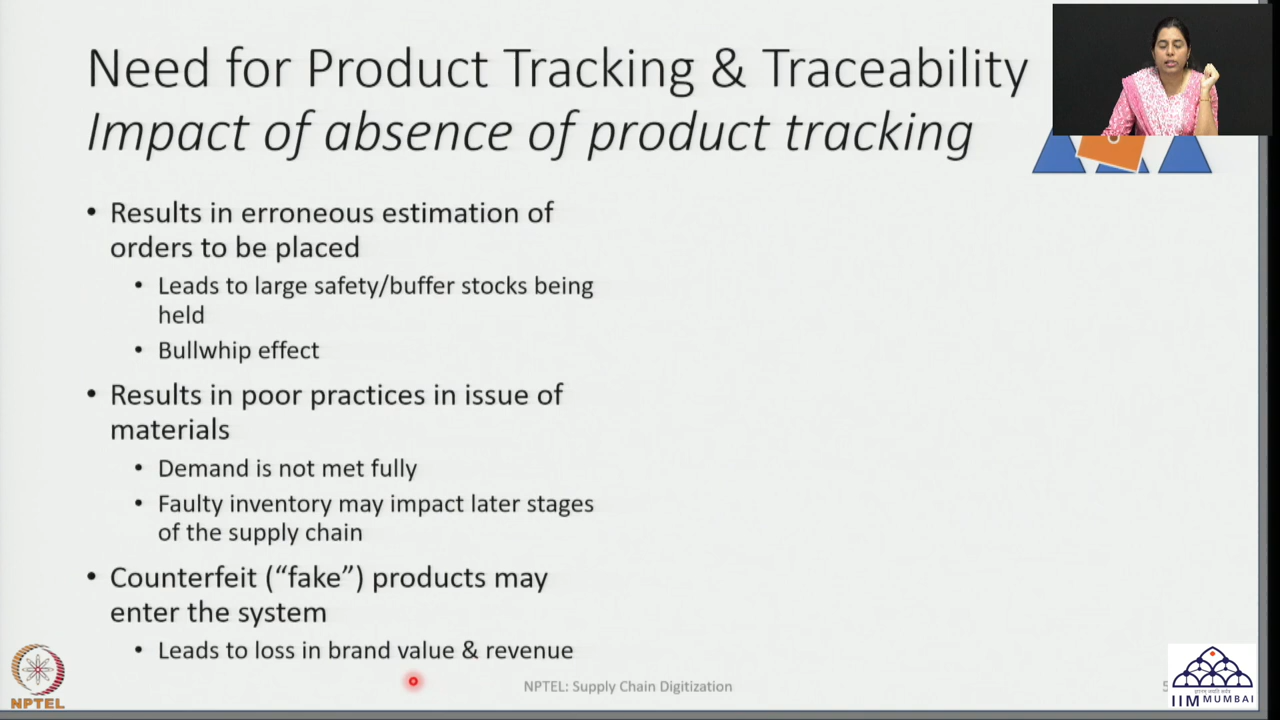 Need for Product Tracking & Traceability
Impact of absence of product tracking
• Results in erroneous estimation of
orders to be placed
• Leads to large safety/buffer stocks being
held
• Bullwhip effect
• Results in poor practices in issue of
materials
• Demand is not met fully
• Faulty inventory may impact later stages
of the supply chain
• Counterfeit (“fake”) products may
enter the system
• Leads to loss in brand value & revenue
NPTEL
NPTEL: Supply Chain Digitization
IIM MUMBAI